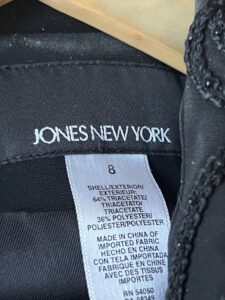 JONES NEW YORK
8
SHELL/EXTERIOR/
EXTERIEUR:
64% TRIACETATE/
TRIACETATO/
TRIACETATE
36% POLYESTER/
POLIESTER/POLYESTER
MADE IN CHINA OF
IMPORTED FABRIC
HECHO EN CHINA
CON TELA IMPORTADA
FABRIQUE EN CHINE
AVEC DES TISSUS
IMPORTES
RN 54050